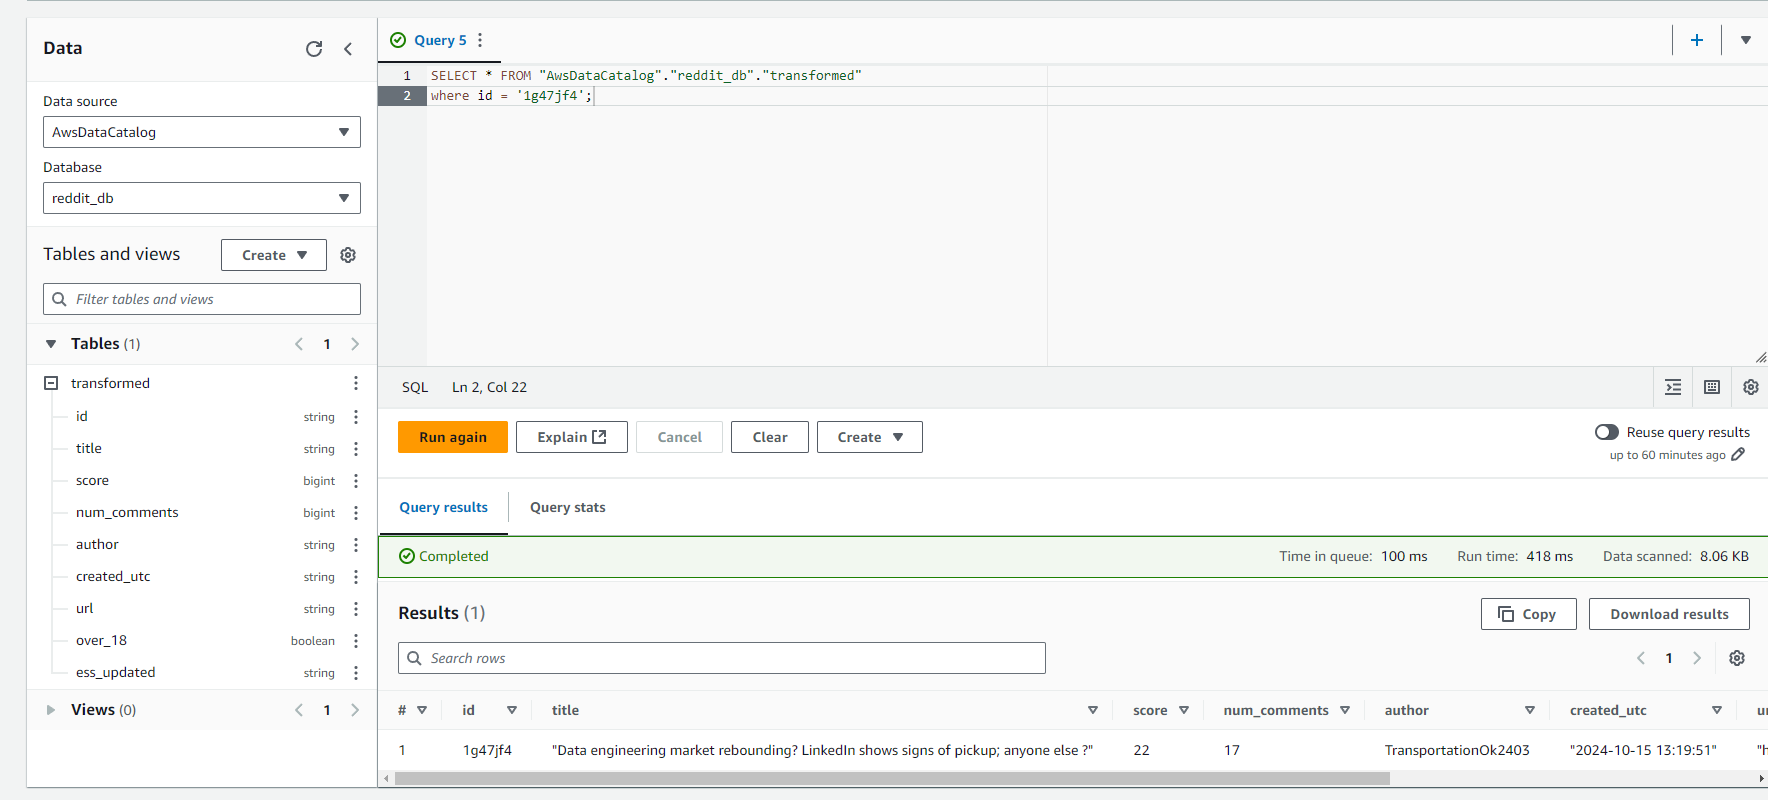 Data
Data source
AwsDataCatalog
Database
reddit_db
Tables and views
Create
Filter tables and views
Tables (1)
1
transformed
id string
title string
score bigint
num_comments bigint
author string
created_utc string
url string
over_18 boolean
ess_updated string
Views (0)
1
Query 5
1 SELECT * FROM "AwsDataCatalog"."reddit_db"."transformed"
2 where id = '1g47jf4';
SQL Ln 2, Col 22
Run again Explain Cancel Clear Create
Reuse query results
up to 60 minutes ago
Query results Query stats
Completed Time in queue: 100 ms Run time: 418 ms Data scanned: 8.06 KB
Results (1) Copy Download results
Search rows
1
# id title score num_comments author created_utc
1 1g47jf4 "Data engineering market rebounding? LinkedIn shows signs of pickup; anyone else ?" 22 17 TransportationOk2403 "2024-10-15 13:19:51" "h